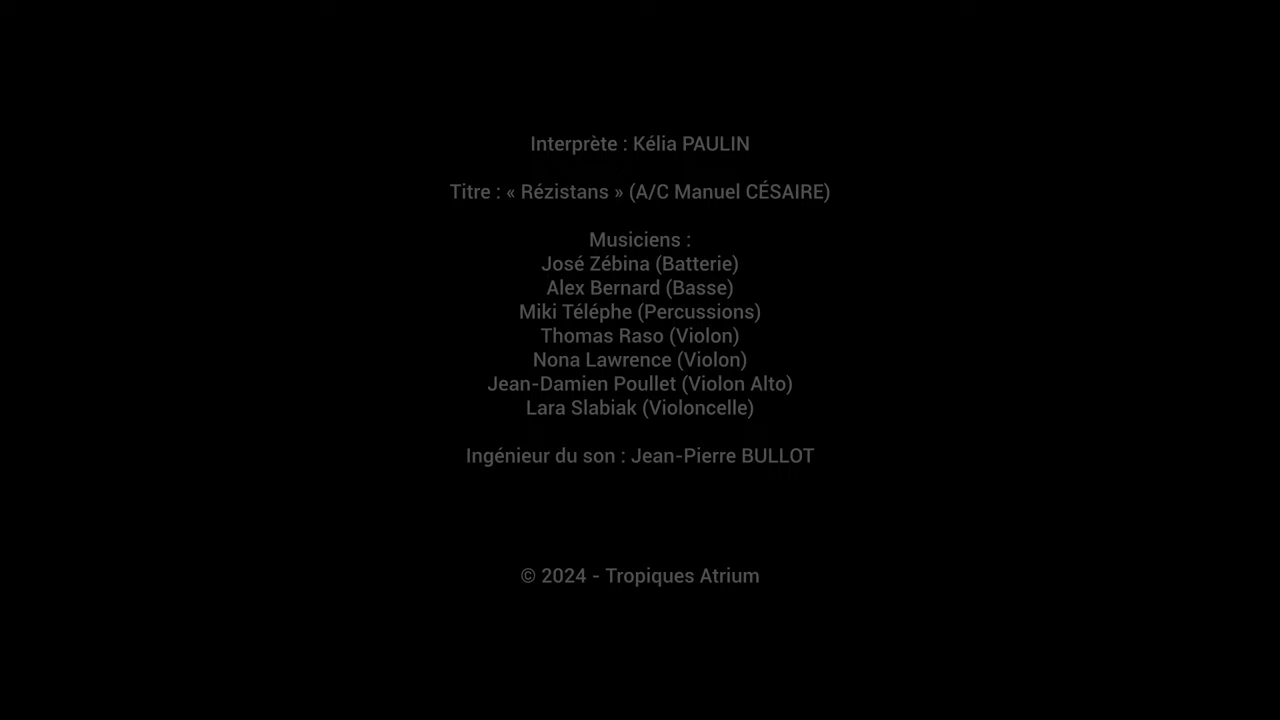 Interprète : Kélia PAULIN
Titre : « Rézistans » (A/C Manuel CÉSAIRE)
Musiciens :
José Zébina (Batterie)
Alex Bernard (Basse)
Miki Téléphe (Percussions)
Thomas Raso (Violon)
Nona Lawrence (Violon)
Jean-Damien Poullet (Violon Alto)
Lara Slabiak (Violoncelle)
Ingénieur du son : Jean-Pierre BULLOT
© 2024 - Tropiques Atrium